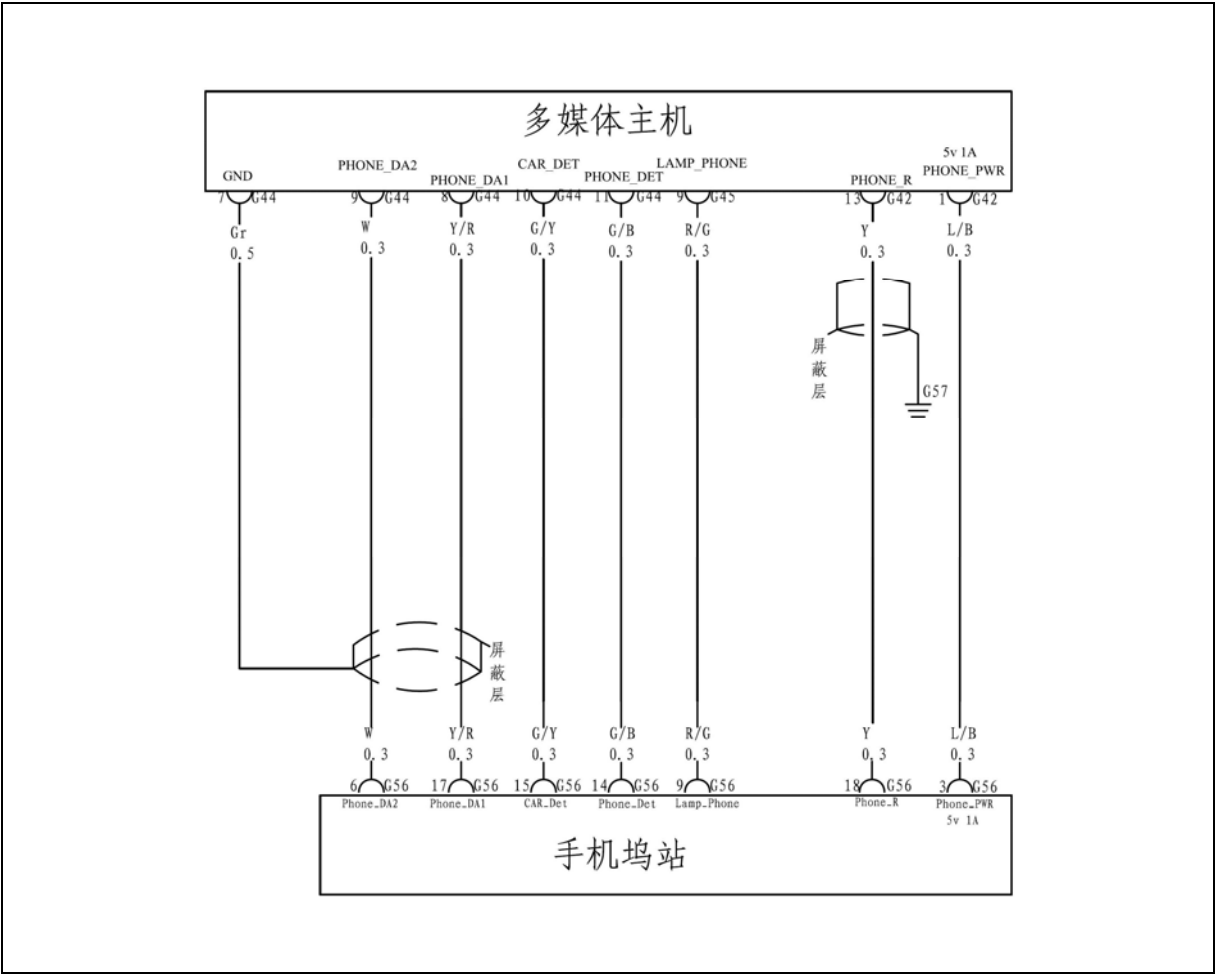 多媒体主机
5v 1A
GND PHONE_DA2 PHONE_DA1 CAR_DET PHONE_DET LAMP_PHONE PHONE_R PHONE_PWR
7 G44 9 G44 8 G44 10 G44 11 G44 9 G45 13 G42 1 G42
Gr W Y/R G/Y G/B R/G Y L/B
0.5 0.3 0.3 0.3 0.3 0.3 0.3 0.3
屏
蔽
层
G57
屏
蔽
层
W Y/R G/Y G/B R/G Y L/B
0.3 0.3 0.3 0.3 0.3 0.3 0.3
6 G56 17 G56 15 G56 14 G56 9 G56 18 G56 3 G56
Phone_DA2 Phone_DA1 CAR_Det Phone_Det Lamp_Phone Phone_R Phone_PWR
5v 1A
手机坞站